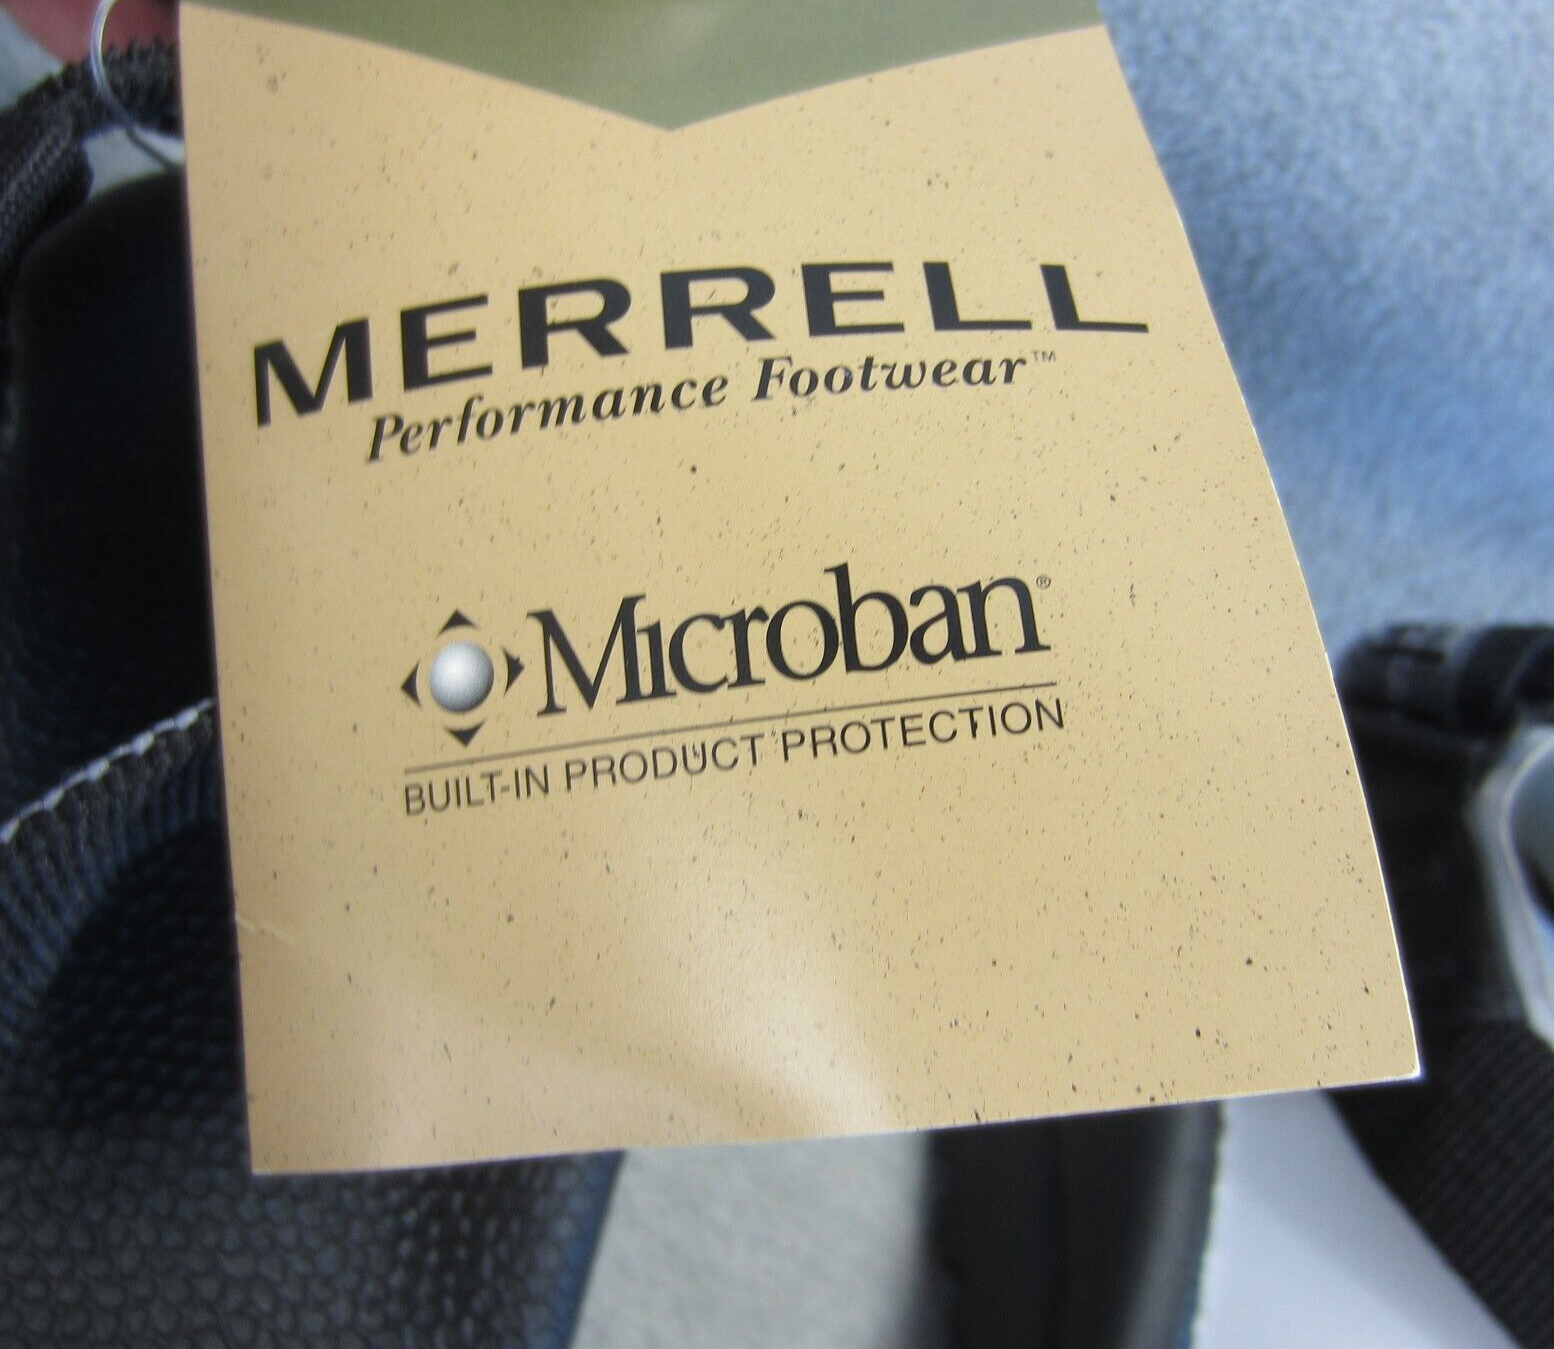 MERRELL
Performance Footwear™
Microban®
BUILT-IN PRODUCT PROTECTION